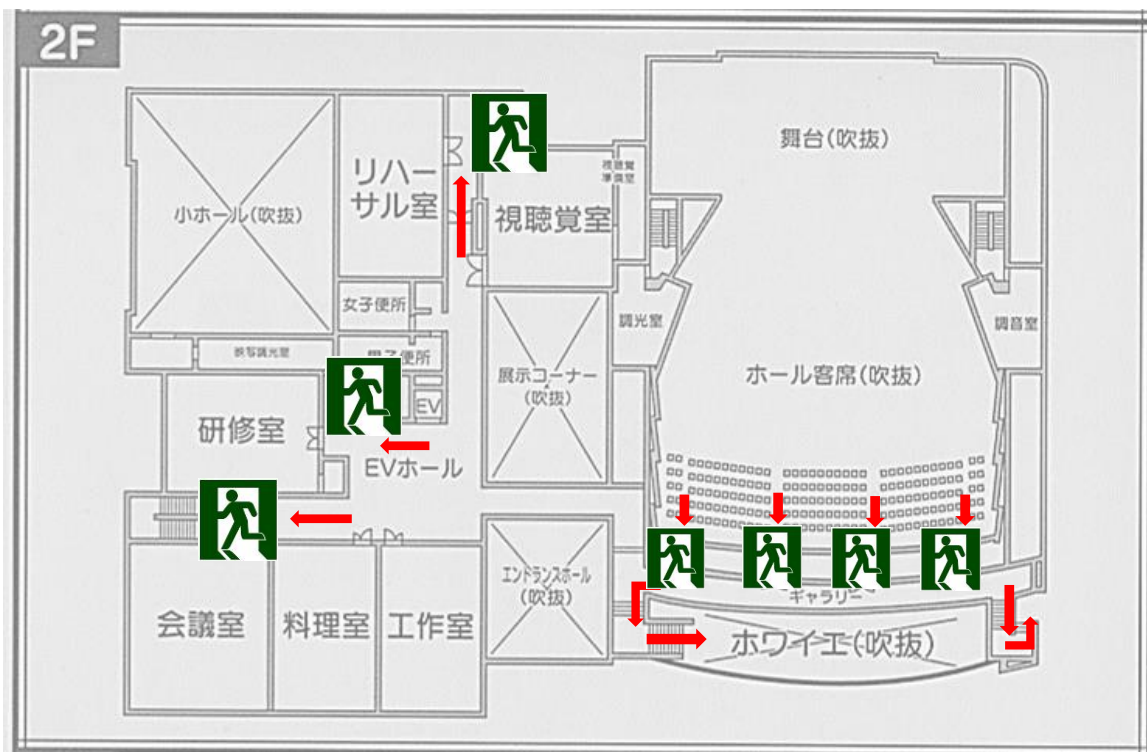 2F
舞台(吹抜)
視聴覚
準備室
リハー
サル室
小ホール(吹抜)
視聴覚室
女子便所
調光室
調音室
映写調光室
男子便所
展示コーナー
(吹抜)
ホール客席(吹抜)
EV
研修室
EVホール
エントランスホール
(吹抜)
ギャラリー
会議室
料理室
工作室
ホワイエ(吹抜)